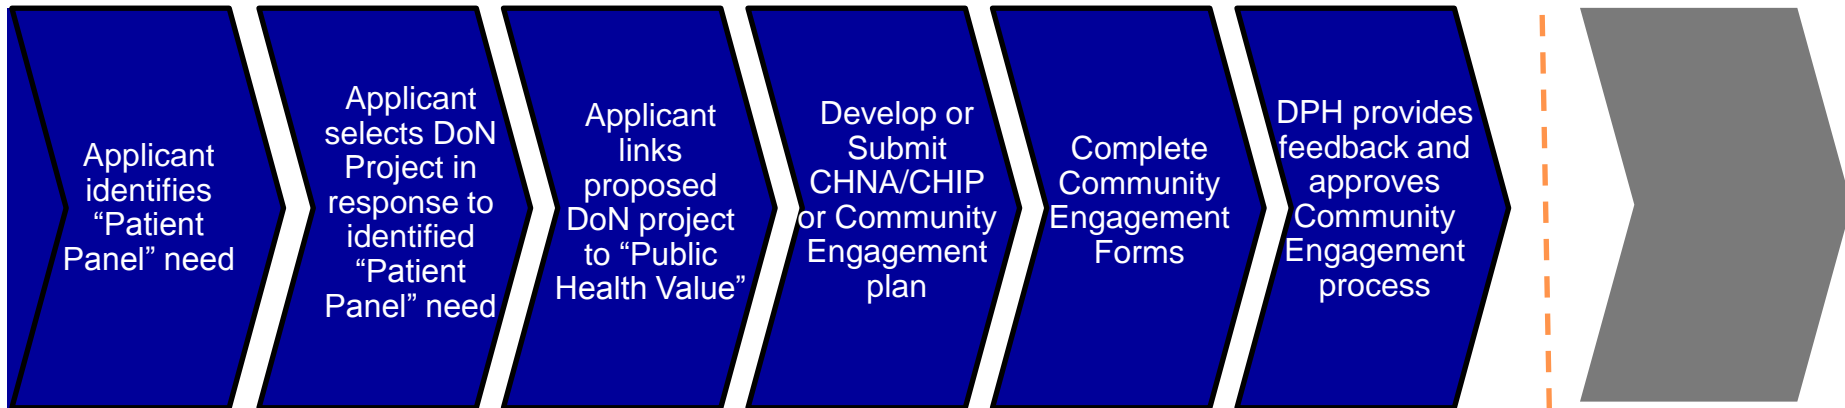 Applicant
identifies
“Patient
Panel” need
Applicant
selects DoN
Project in
response to
identified
“Patient
Panel” need
Applicant
links
proposed
DoN project
to “Public
Health Value”
Develop or
Submit
CHNA/CHIP
or Community
Engagement
plan
Complete
Community
Engagement
Forms
DPH provides
feedback and
approves
Community
Engagement
process